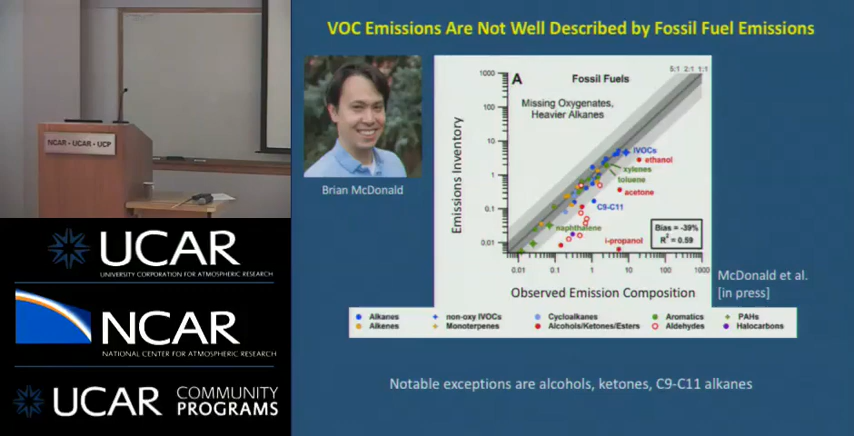 VOC Emissions Are Not Well Described by Fossil Fuel Emissions
NCAR - UCAR - UCP
Brian McDonald
A
Fossil Fuels
5:1 2:1 1:1
Missing Oxygenates,
Heavier Alkanes
Emissions Inventory
1000
100
10
1
0.1
0.01
IVOCs
ethanol
xylenes
toluene
acetone
C9-C11
naphthalene
i-propanol
Bias = -39%
R² = 0.59
0.01 0.1 1 10 100 1000
Observed Emission Composition
McDonald et al.
[in press]
Alkanes non-oxy IVOCs Cycloalkanes Aromatics PAHs
Alkenes Monoterpenes Alcohols/Ketones/Esters Aldehydes Halocarbons
Notable exceptions are alcohols, ketones, C9-C11 alkanes
UCAR
UNIVERSITY CORPORATION FOR ATMOSPHERIC RESEARCH
NCAR
NATIONAL CENTER FOR ATMOSPHERIC RESEARCH
UCAR COMMUNITY
PROGRAMS